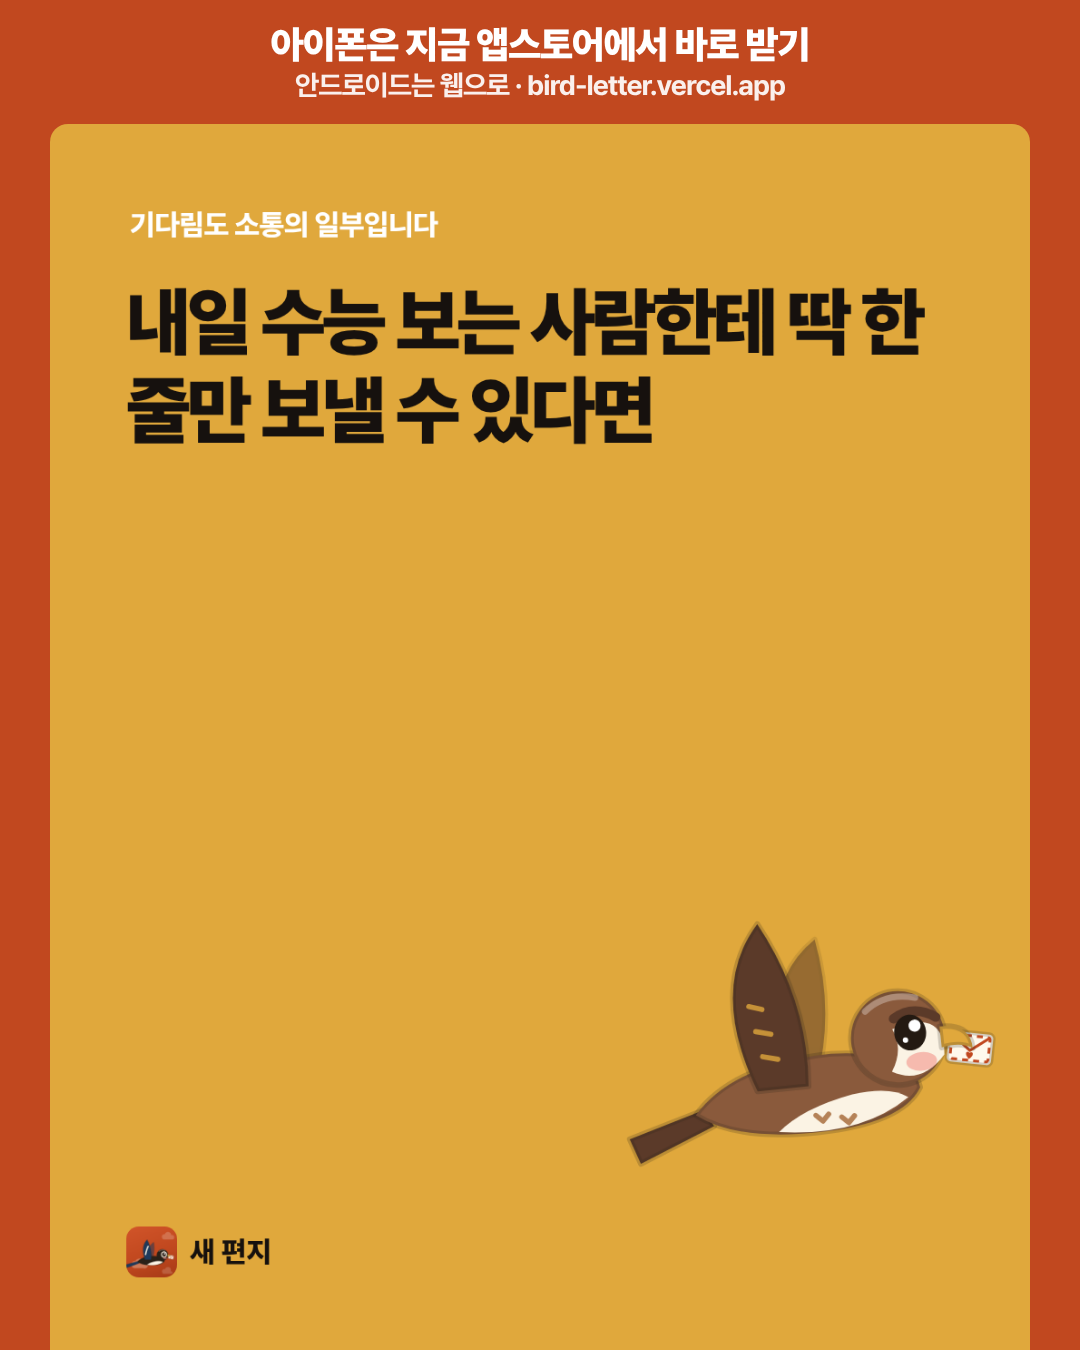 아이폰은 지금 앱스토어에서 바로 받기
안드로이드는 웹으로 · bird-letter.vercel.app
기다림도 소통의 일부입니다
내일 수능 보는 사람한테 딱 한
줄만 보낼 수 있다면
새 편지